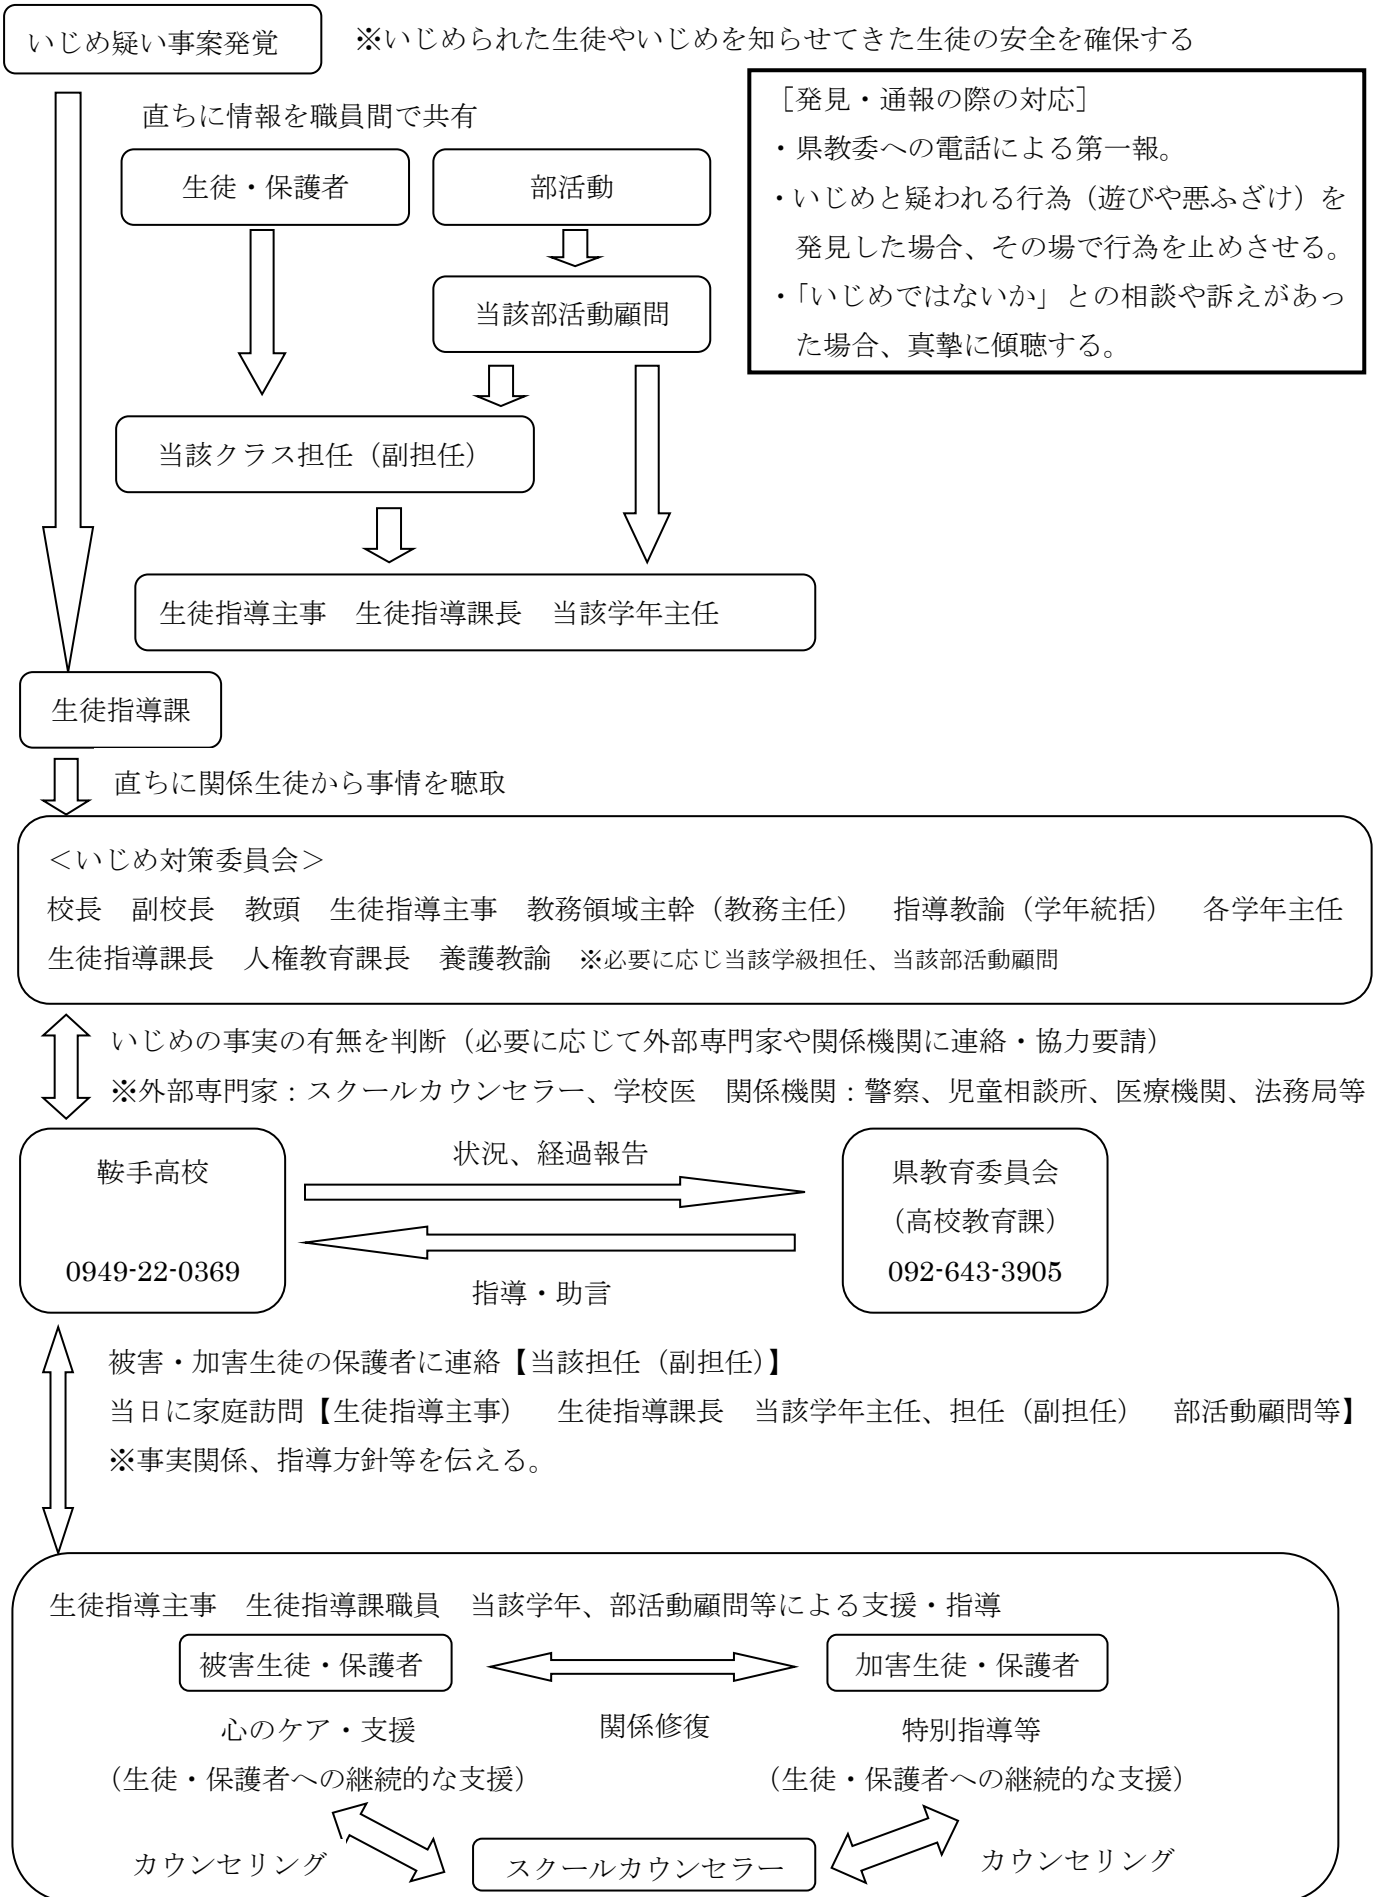 いじめ疑い事案発覚
※いじめられた生徒やいじめを知らせてきた生徒の安全を確保する
直ちに情報を職員間で共有
［発見・通報の際の対応］
・県教委への電話による第一報。
・いじめと疑われる行為（遊びや悪ふざけ）を
発見した場合、その場で行為を止めさせる。
・「いじめではないか」との相談や訴えがあっ
た場合、真摯に傾聴する。
生徒・保護者
部活動
当該部活動顧問
当該クラス担任（副担任）
生徒指導主事　生徒指導課長　当該学年主任
生徒指導課
直ちに関係生徒から事情を聴取
＜いじめ対策委員会＞
校長　副校長　教頭　生徒指導主事　教務領域主幹（教務主任）　指導教諭（学年統括）　各学年主任
生徒指導課長　人権教育課長　養護教諭　※必要に応じ当該学級担任、当該部活動顧問
いじめの事実の有無を判断（必要に応じて外部専門家や関係機関に連絡・協力要請）
※外部専門家：スクールカウンセラー、学校医　関係機関：警察、児童相談所、医療機関、法務局等
鞍手高校
0949-22-0369
状況、経過報告
指導・助言
県教育委員会
（高校教育課）
092-643-3905
被害・加害生徒の保護者に連絡【当該担任（副担任）】
当日に家庭訪問【生徒指導主事）　生徒指導課長　当該学年主任、担任（副担任）　部活動顧問等】
※事実関係、指導方針等を伝える。
生徒指導主事　生徒指導課職員　当該学年、部活動顧問等による支援・指導
被害生徒・保護者
加害生徒・保護者
心のケア・支援
関係修復
特別指導等
（生徒・保護者への継続的な支援）
（生徒・保護者への継続的な支援）
カウンセリング
スクールカウンセラー
カウンセリング